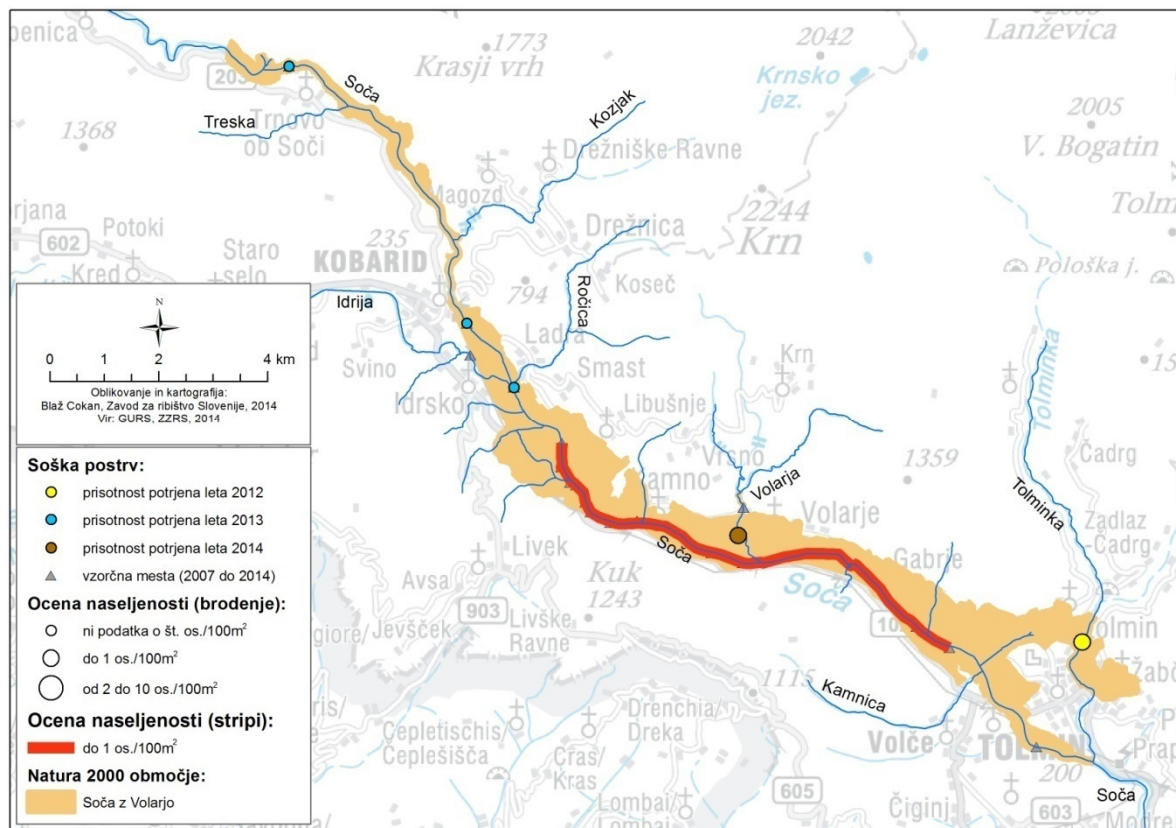 penica
1773
Krasji vrh
2042
Lanževica
203
Soča
Krnsko
jez.
Trnovo
ob Soči
Treska
Kozjak
1368
2005
V. Bogatin
Drežniške Ravne
Magozd
Drežnica
2244
Krn
Potoki
602
Kred
Staro
selo
235
KOBARID
794
Koseč
Ročica
Pološka j.
Idrija
Ladra
Smast
Svino
Idrsko
Krn
Libušnje
Tolminka
Vrsno
Volarja
1359
Čadrg
Kamno
Volarje
Tolminka
Zadlaz
-Čadrg
Livek
Soča
Gabrje
Avsa
Kuk
1243
Soča
903
Livške
Ravne
Jevšček
Tolmin
1115
Kamnica
Drenchia/
Dreka
Cepletischis
Čeplešišča
Volče
TOLMIN
Cras/
Kras
200
605
Čiginj
603
Soča
Lombai/
N
0 2 4 km
Oblikovanje in kartografija:
Blaž Cokan, Zavod za ribištvo Slovenije, 2014
Vir: GURS, ZZRS, 2014
Soška postrv:
prisotnost potrjena leta 2012
prisotnost potrjena leta 2013
prisotnost potrjena leta 2014
vzorčna mesta (2007 do 2014)
Ocena naseljenosti (brodenje):
ni podatka o št. os./100m²
do 1 os./100m²
od 2 do 10 os./100m²
Ocena naseljenosti (stripi):
do 1 os./100m²
Natura 2000 območje:
Soča z Volarjo